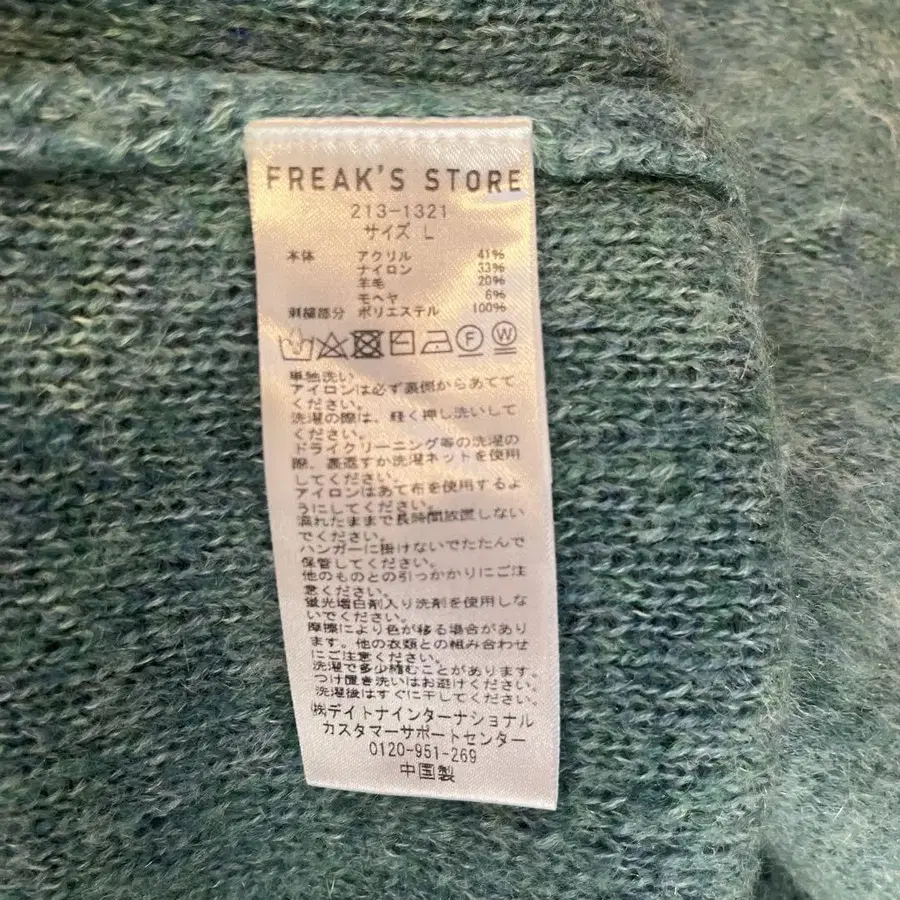 FREAK'S STORE
213-1321
サイズ L
本体 アクリル 41%
ナイロン 33%
羊毛 20%
モヘヤ 6%
刺繍部分 ポリエステル 100%
F W
単独洗い
アイロンは必ず裏側からあてて
ください。
洗濯の際は、軽く押し洗いして
ください。
ドライクリーニング等の洗濯の
際、裏返すか洗濯ネットを使用
してください。
アイロンはあて布を使用するよ
うにしてください。
濡れたままで長時間放置しない
でください。
ハンガーに掛けないでたたんで
保管してください。
他のものとの引っかかりにご注
意ください。
蛍光増白剤入り洗剤を使用しな
いでください。
摩擦により色が移る場合があり
ます。他の衣類との組み合わせ
にご注意ください。
洗濯で多少縮むことがあります。
つけ置き洗いはお避けください。
洗濯後はすぐに干してください。
㈱デイトナインターナショナル
カスタマーサポートセンター
0120-951-269
中国製